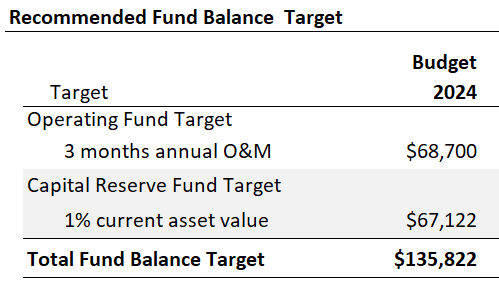 Recommended Fund Balance Target
Budget
Target 2024
Operating Fund Target
3 months annual O&M $68,700
Capital Reserve Fund Target
1% current asset value $67,122
Total Fund Balance Target $135,822